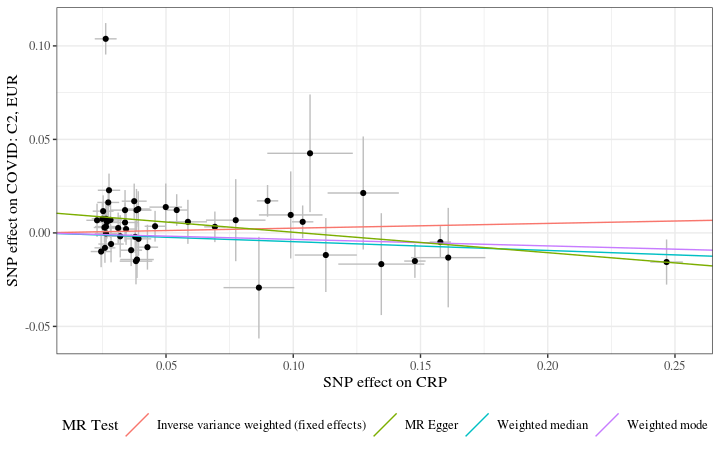 SNP effect on COVID: C2, EUR
0.10
0.05
0.00
-0.05
0.05
0.10
0.15
0.20
0.25
SNP effect on CRP
MR Test
Inverse variance weighted (fixed effects)
MR Egger
Weighted median
Weighted mode